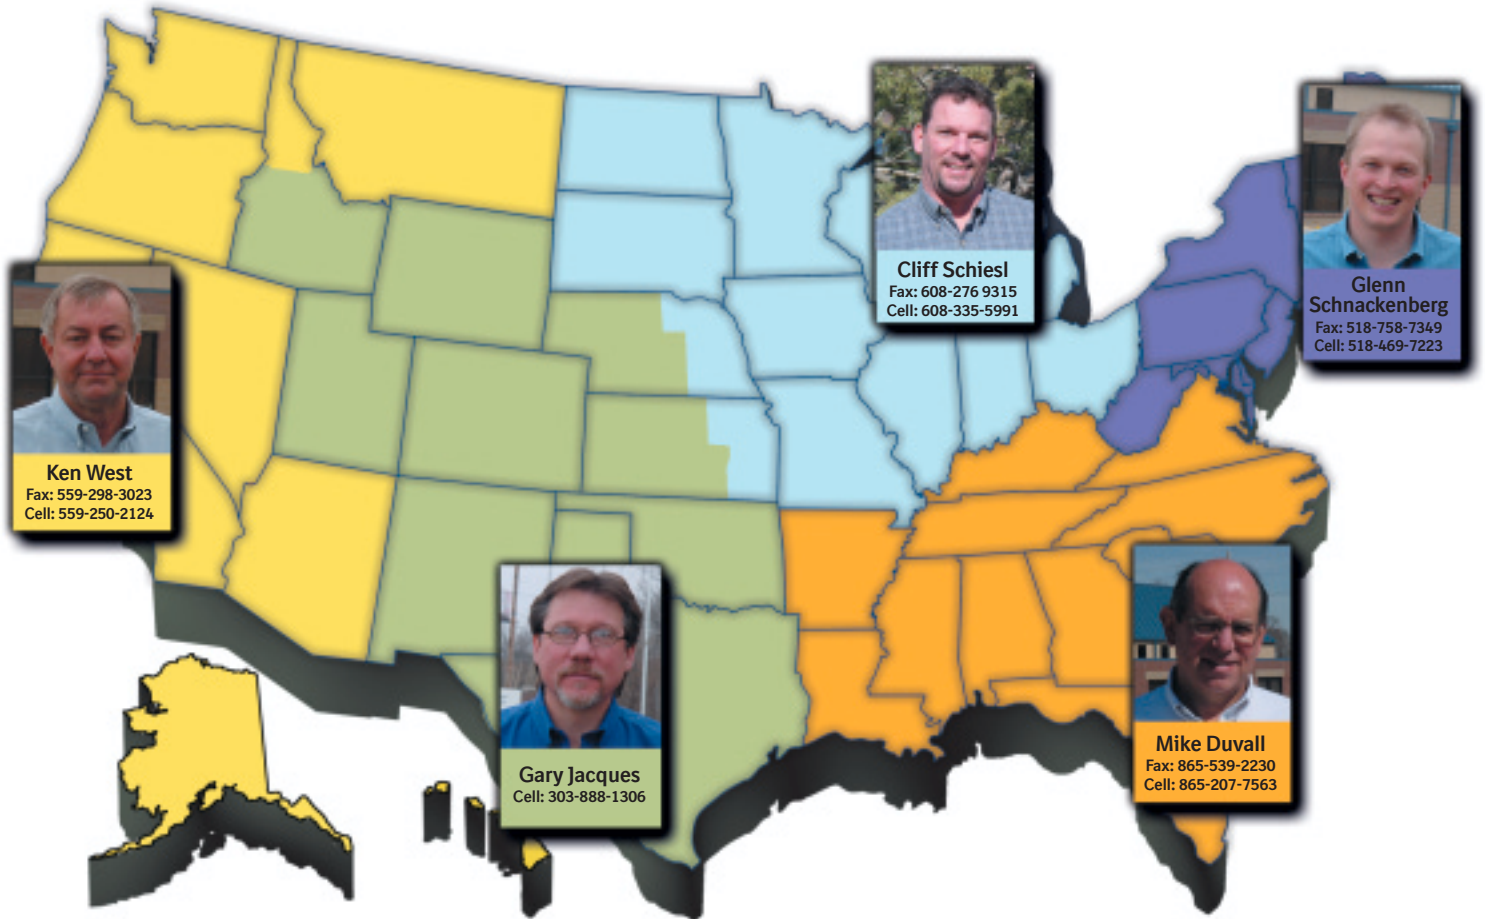 Cliff Schiesl
Fax: 608-276 9315
Cell: 608-335-5991
Glenn
Schnackenberg
Fax: 518-758-7349
Cell: 518-469-7223
Ken West
Fax: 559-298-3023
Cell: 559-250-2124
Gary Jacques
Cell: 303-888-1306
Mike Duvall
Fax: 865-539-2230
Cell: 865-207-7563